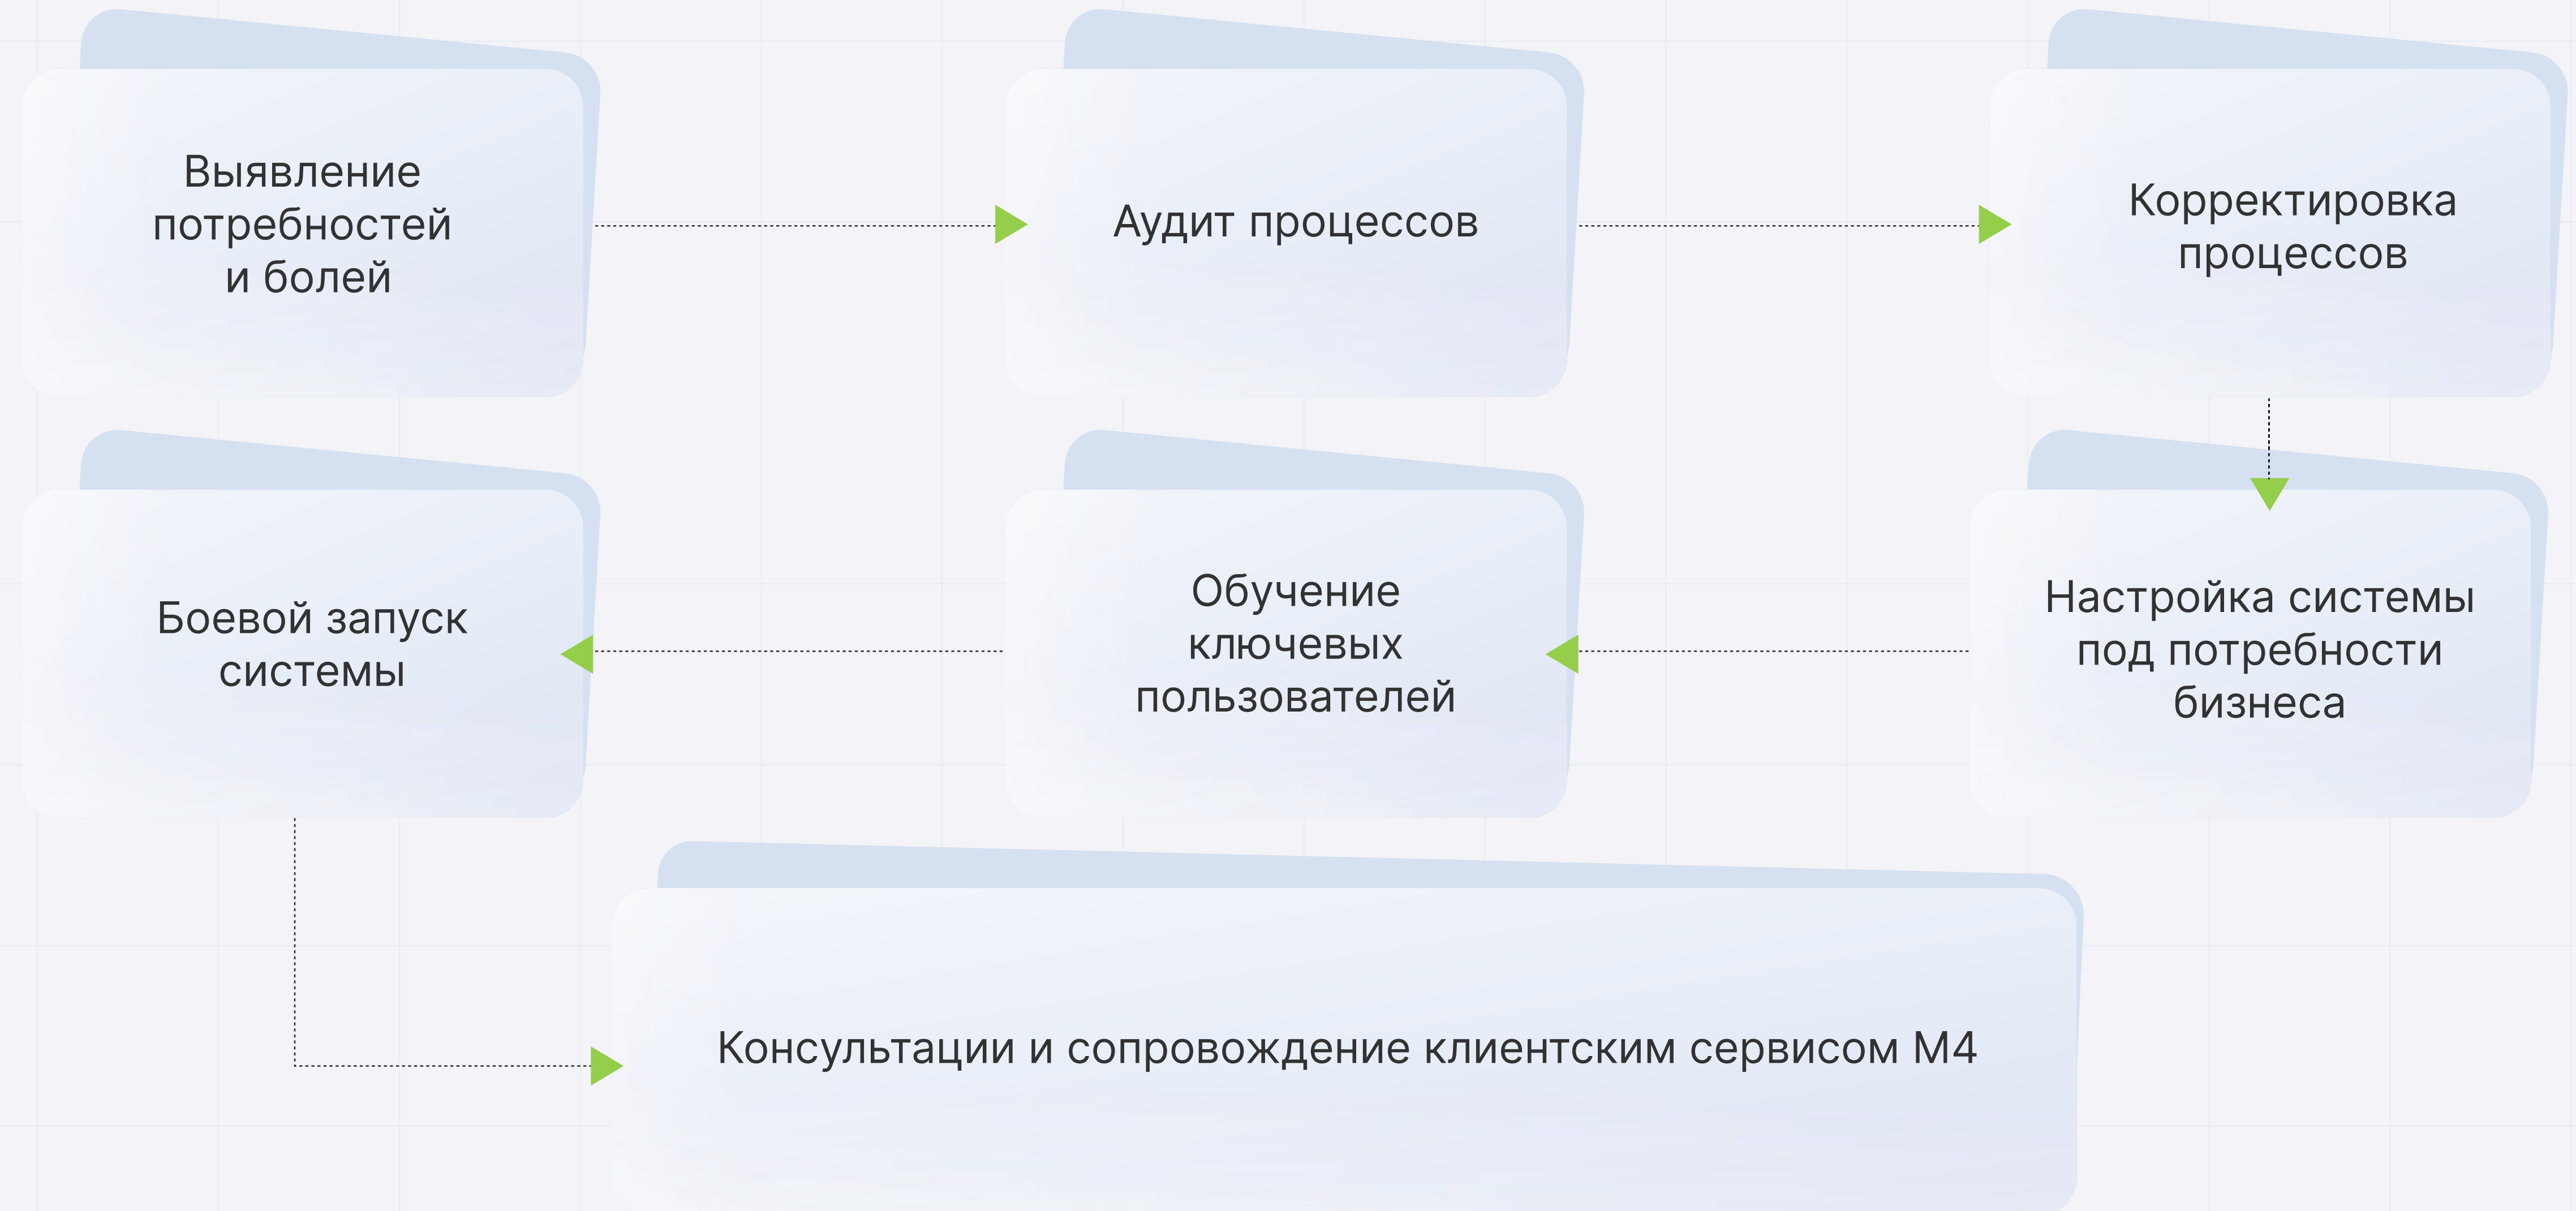 Выявление
потребностей
и болей
Аудит процессов
Корректировка
процессов
Настройка системы
под потребности
бизнеса
Обучение
ключевых
пользователей
Боевой запуск
системы
Консультации и сопровождение клиентским сервисом М4